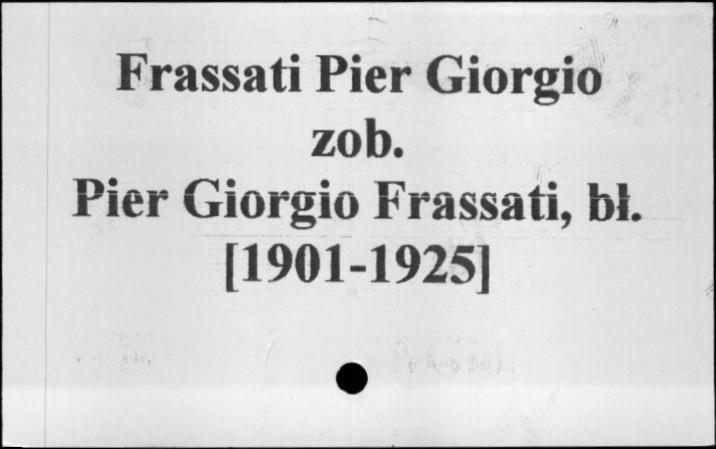 Frassati Pier Giorgio
zob.
Pier Giorgio Frassati, bł.
[1901-1925]